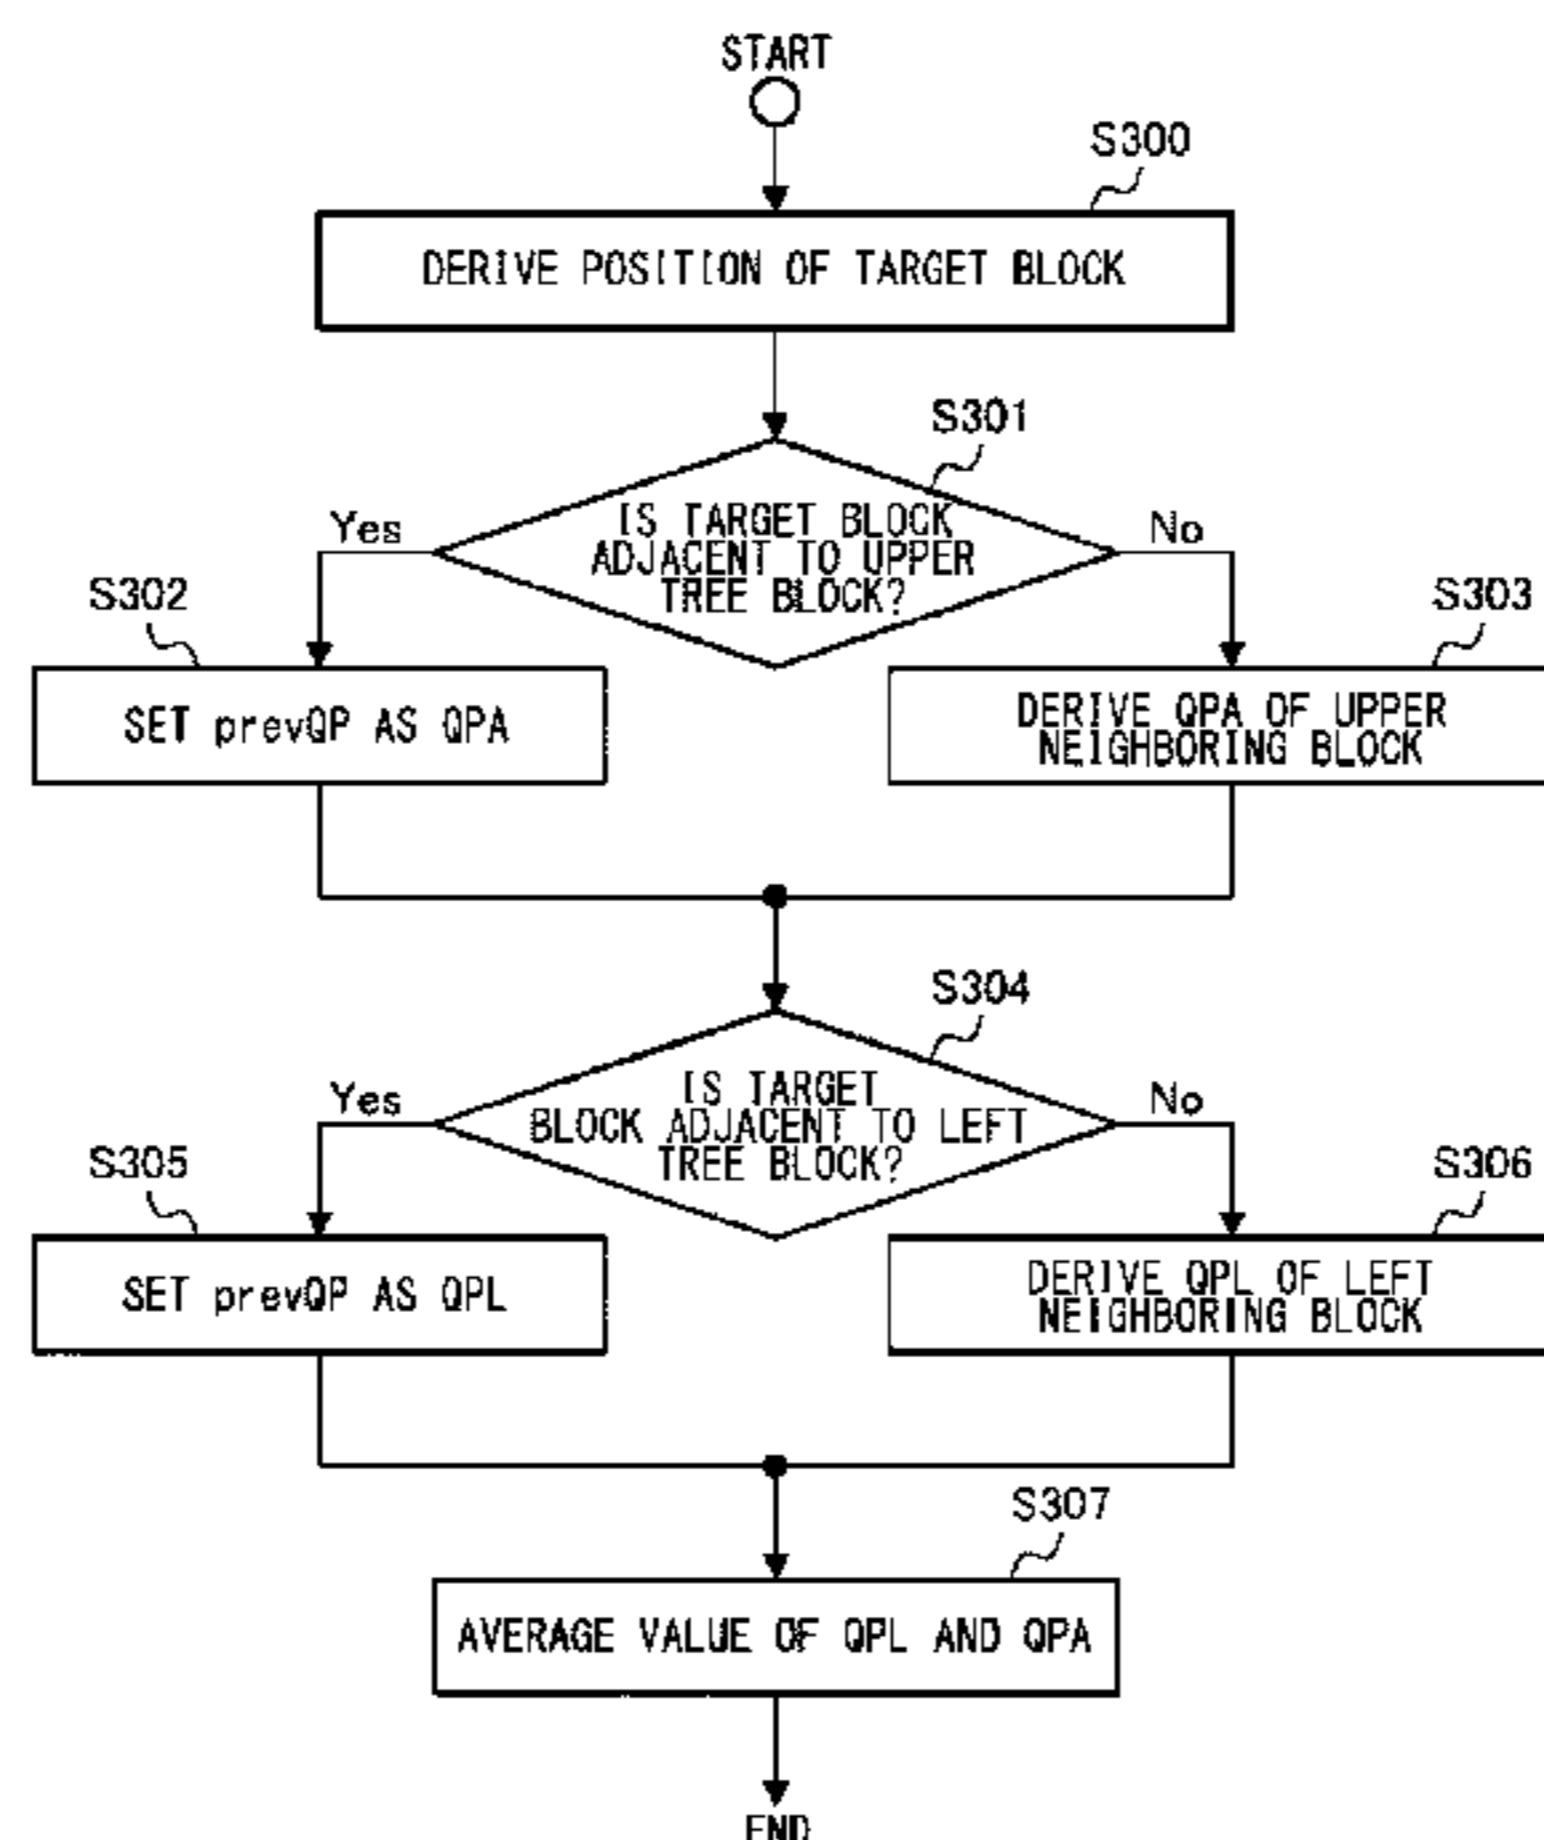 START
S300
DERIVE POSITION OF TARGET BLOCK
S301
IS TARGET BLOCK
ADJACENT TO UPPER
TREE BLOCK?
Yes
No
S302
S303
SET prevQP AS QPA
DERIVE QPA OF UPPER
NEIGHBORING BLOCK
S304
IS TARGET
BLOCK ADJACENT TO LEFT
TREE BLOCK?
Yes
No
S305
S306
SET prevQP AS QPL
DERIVE QPL OF LEFT
NEIGHBORING BLOCK
S307
AVERAGE VALUE OF QPL AND QPA
END